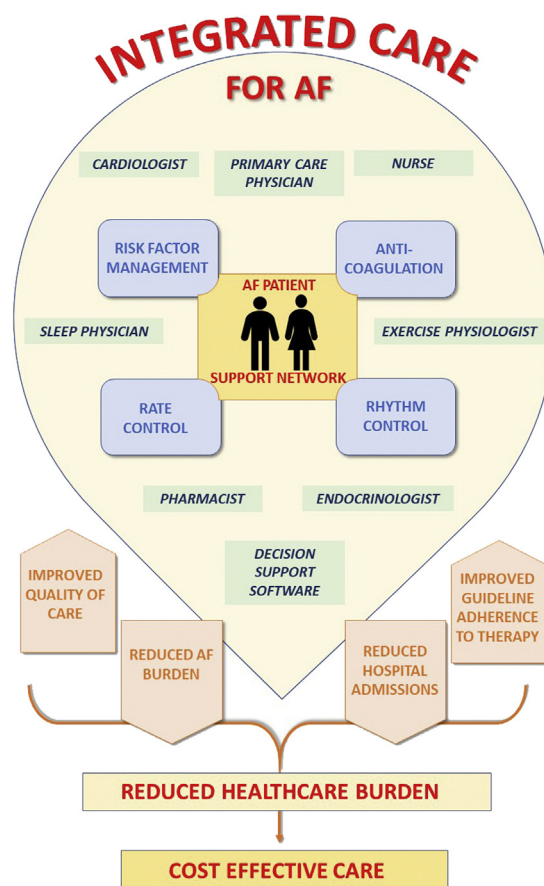 INTEGRATED CARE
FOR AF
CARDIOLOGIST
PRIMARY CARE
PHYSICIAN
NURSE
RISK FACTOR
MANAGEMENT
ANTI-
COAGULATION
AF PATIENT
SLEEP PHYSICIAN
EXERCISE PHYSIOLOGIST
SUPPORT NETWORK
RATE
CONTROL
RHYTHM
CONTROL
PHARMACIST
ENDOCRINOLOGIST
DECISION
SUPPORT
SOFTWARE
IMPROVED
QUALITY OF
CARE
IMPROVED
GUIDELINE
ADHERENCE
TO THERAPY
REDUCED AF
BURDEN
REDUCED
HOSPITAL
ADMISSIONS
REDUCED HEALTHCARE BURDEN
COST EFFECTIVE CARE